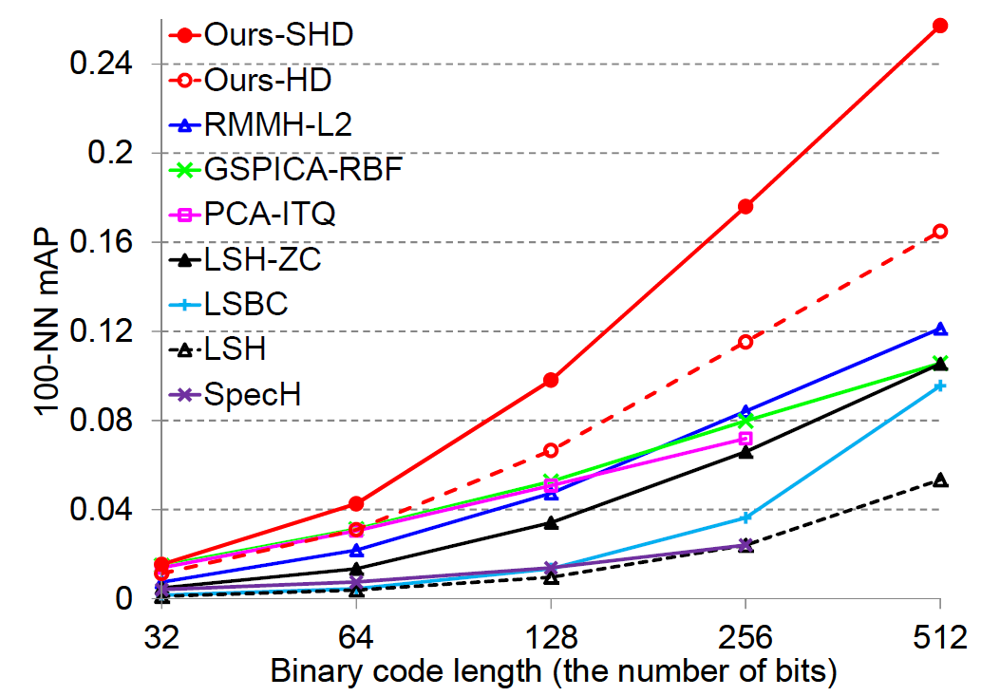 Ours-SHD
Ours-HD
RMMH-L2
GSPICA-RBF
PCA-ITQ
LSH-ZC
LSBC
LSH
SpecH
100-NN mAP
0.24
0.2
0.16
0.12
0.08
0.04
0
32 64 128 256 512
Binary code length (the number of bits)